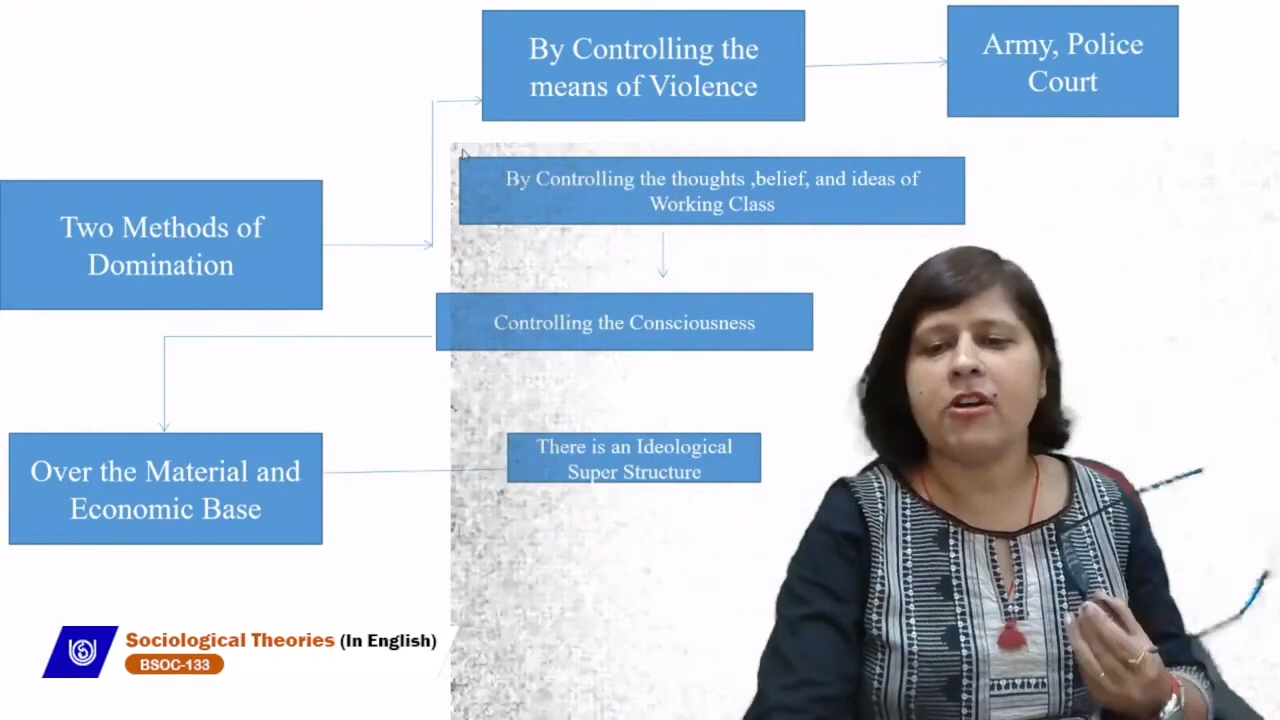 By Controlling the
means of Violence
Army, Police
Court
By Controlling the thoughts ,belief, and ideas of
Working Class
Two Methods of
Domination
Controlling the Consciousness
Over the Material and
Economic Base
There is an Ideological
Super Structure
Sociological Theories (In English)
BSOC-133